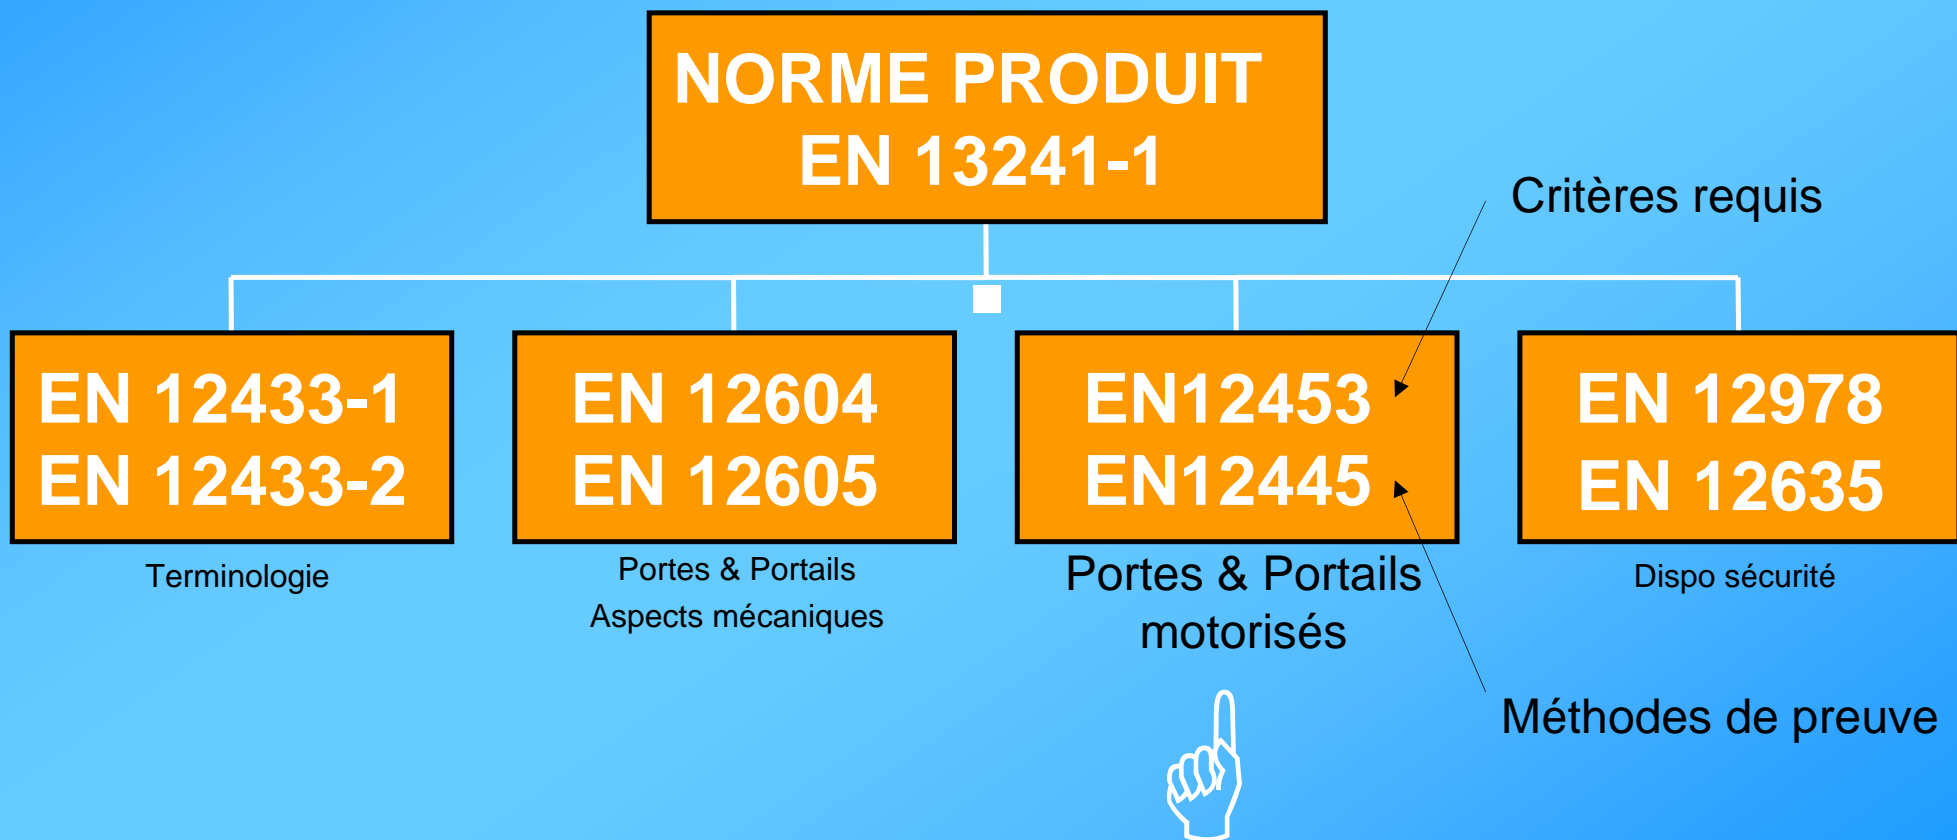 NORME PRODUIT
EN 13241-1
Critères requis
EN 12433-1
EN 12433-2
Terminologie
EN 12604
EN 12605
Portes & Portails
Aspects mécaniques
EN12453
EN12445
Portes & Portails
motorisés
EN 12978
EN 12635
Dispo sécurité
Méthodes de preuve